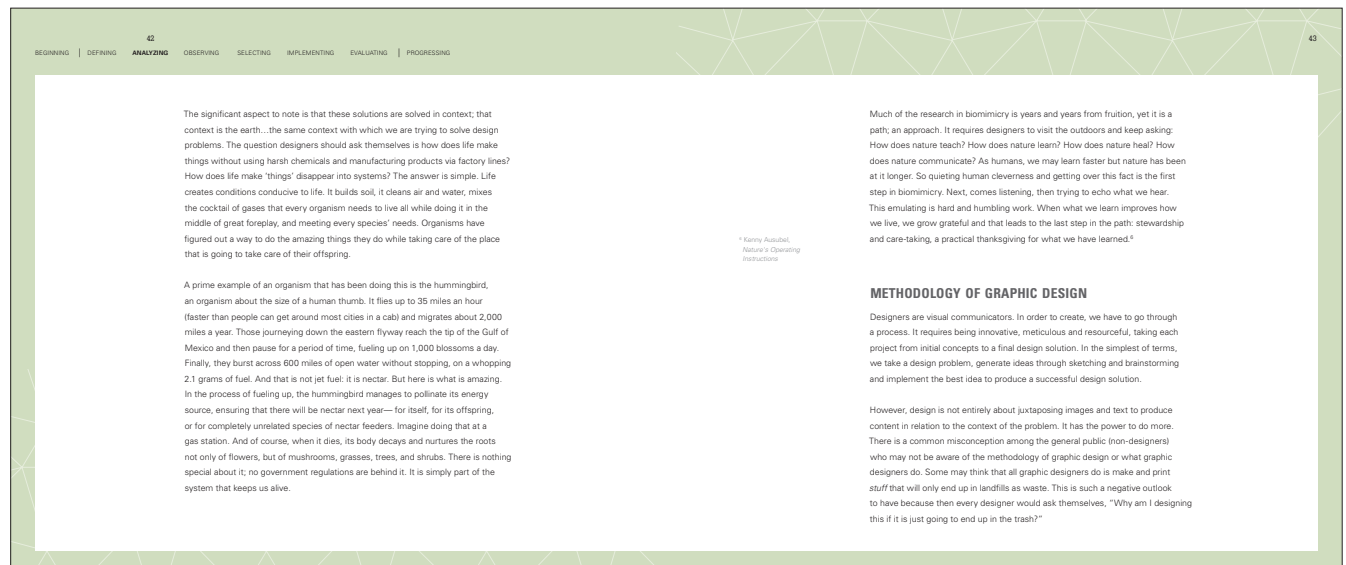 42
43
BEGINNING | DEFINING ANALYZING OBSERVING SELECTING IMPLEMENTING EVALUATING | PROGRESSING
The significant aspect to note is that these solutions are solved in context; that
context is the earth…the same context with which we are trying to solve design
problems. The question designers should ask themselves is how does life make
things without using harsh chemicals and manufacturing products via factory lines?
How does life make ‘things’ disappear into systems? The answer is simple. Life
creates conditions conducive to life. It builds soil, it cleans air and water, mixes
the cocktail of gases that every organism needs to live all while doing it in the
middle of great foreplay, and meeting every species’ needs. Organisms have
figured out a way to do the amazing things they do while taking care of the place
that is going to take care of their offspring.
A prime example of an organism that has been doing this is the hummingbird,
an organism about the size of a human thumb. It flies up to 35 miles an hour
(faster than people can get around most cities in a cab) and migrates about 2,000
miles a year. Those journeying down the eastern flyway reach the tip of the Gulf of
Mexico and then pause for a period of time, fueling up on 1,000 blossoms a day.
Finally, they burst across 600 miles of open water without stopping, on a whopping
2.1 grams of fuel. And that is not jet fuel: it is nectar. But here is what is amazing.
In the process of fueling up, the hummingbird manages to pollinate its energy
source, ensuring that there will be nectar next year— for itself, for its offspring,
or for completely unrelated species of nectar feeders. Imagine doing that at a
gas station. And of course, when it dies, its body decays and nurtures the roots
not only of flowers, but of mushrooms, grasses, trees, and shrubs. There is nothing
special about it; no government regulations are behind it. It is simply part of the
system that keeps us alive.
⁶ Kenny Ausubel,
Nature’s Operating
Instructions
Much of the research in biomimicry is years and years from fruition, yet it is a
path; an approach. It requires designers to visit the outdoors and keep asking:
How does nature teach? How does nature learn? How does nature heal? How
does nature communicate? As humans, we may learn faster but nature has been
at it longer. So quieting human cleverness and getting over this fact is the first
step in biomimicry. Next, comes listening, then trying to echo what we hear.
This emulating is hard and humbling work. When what we learn improves how
we live, we grow grateful and that leads to the last step in the path: stewardship
and care-taking, a practical thanksgiving for what we have learned.⁶
METHODOLOGY OF GRAPHIC DESIGN
Designers are visual communicators. In order to create, we have to go through
a process. It requires being innovative, meticulous and resourceful, taking each
project from initial concepts to a final design solution. In the simplest of terms,
we take a design problem, generate ideas through sketching and brainstorming
and implement the best idea to produce a successful design solution.
However, design is not entirely about juxtaposing images and text to produce
content in relation to the context of the problem. It has the power to do more.
There is a common misconception among the general public (non-designers)
who may not be aware of the methodology of graphic design or what graphic
designers do. Some may think that all graphic designers do is make and print
stuff that will only end up in landfills as waste. This is such a negative outlook
to have because then every designer would ask themselves, “Why am I designing
this if it is just going to end up in the trash?”